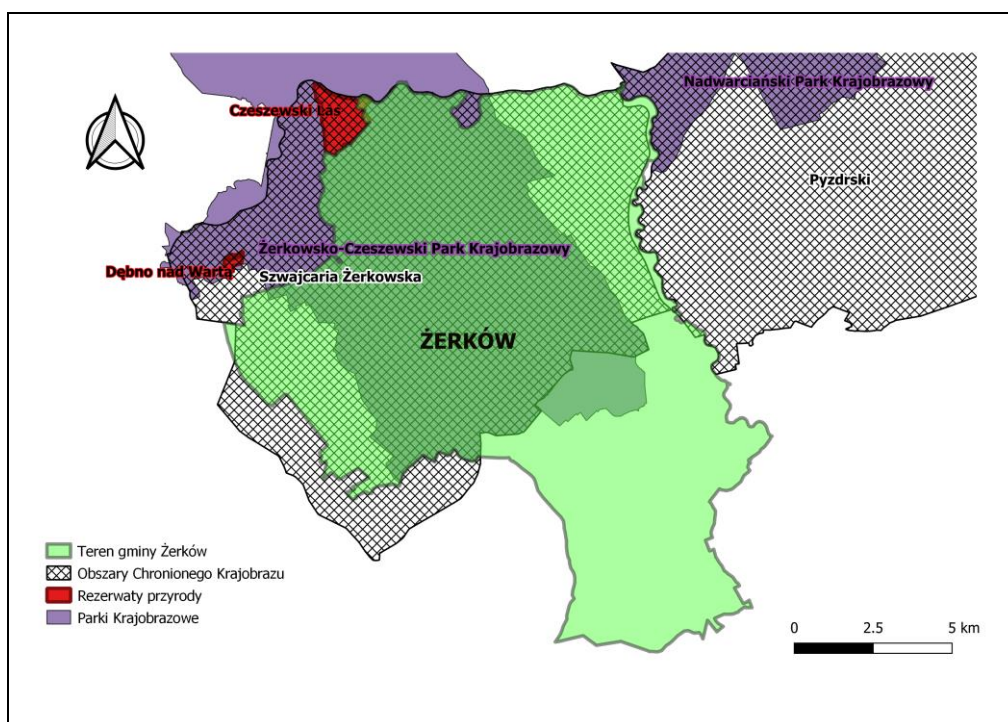 Nadwarciański Park Krajobrazowy
Czeszewski Las
Pyzdrski
Żerkowsko-Czeszewski Park Krajobrazowy
Dębno nad Wartą
Szwajcaria Żerkowska
ŻERKÓW
Teren gminy Żerków
Obszary Chronionego Krajobrazu
Rezerwaty przyrody
Parki Krajobrazowe
0 2.5 5 km